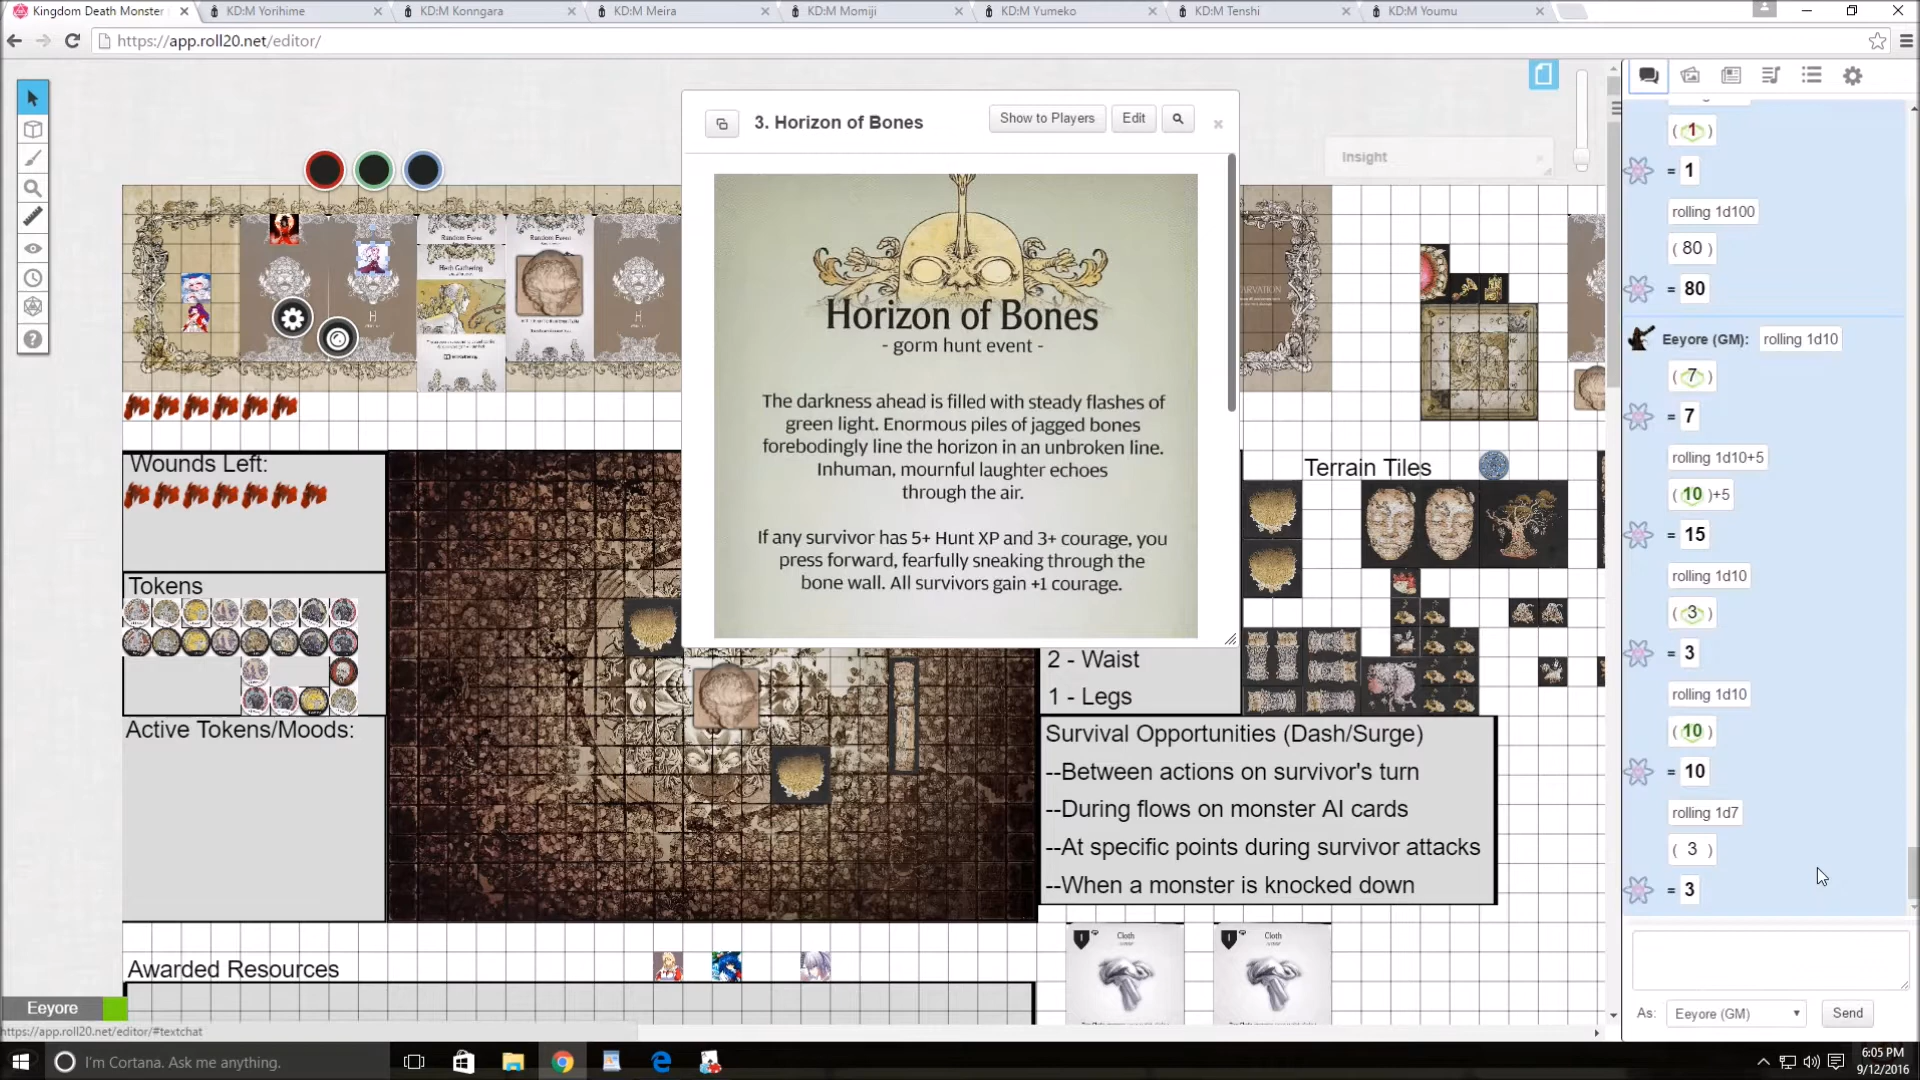 Kingdom Death Monster
KD:M Yorihime
KD:M Konngara
KD:M Meira
KD:M Momiji
KD:M Yumeko
KD:M Tenshi
KD:M Youmu
https://app.roll20.net/editor/
3. Horizon of Bones
Show to Players
Edit
Insight
Horizon of Bones
- gorm hunt event -
The darkness ahead is filled with steady flashes of
green light. Enormous piles of jagged bones
forebodingly line the horizon in an unbroken line.
Inhuman, mournful laughter echoes
through the air.
If any survivor has 5+ Hunt XP and 3+ courage, you
press forward, fearfully sneaking through the
bone wall. All survivors gain +1 courage.
Random Event
Herb Gathering
Random Event
Wounds Left:
Tokens
Active Tokens/Moods:
Awarded Resources
Terrain Tiles
2 - Waist
1 - Legs
Survival Opportunities (Dash/Surge)
--Between actions on survivor's turn
--During flows on monster AI cards
--At specific points during survivor attacks
--When a monster is knocked down
Cloth
Cloth
( 1 )
= 1
rolling 1d100
( 80 )
= 80
Eeyore (GM): rolling 1d10
( 7 )
= 7
rolling 1d10+5
( 10 )+5
= 15
rolling 1d10
( 3 )
= 3
rolling 1d10
( 10 )
= 10
rolling 1d7
( 3 )
= 3
As: Eeyore (GM)
Send
Eeyore
https://app.roll20.net/editor/#textchat
I'm Cortana. Ask me anything.
6:05 PM
9/12/2016